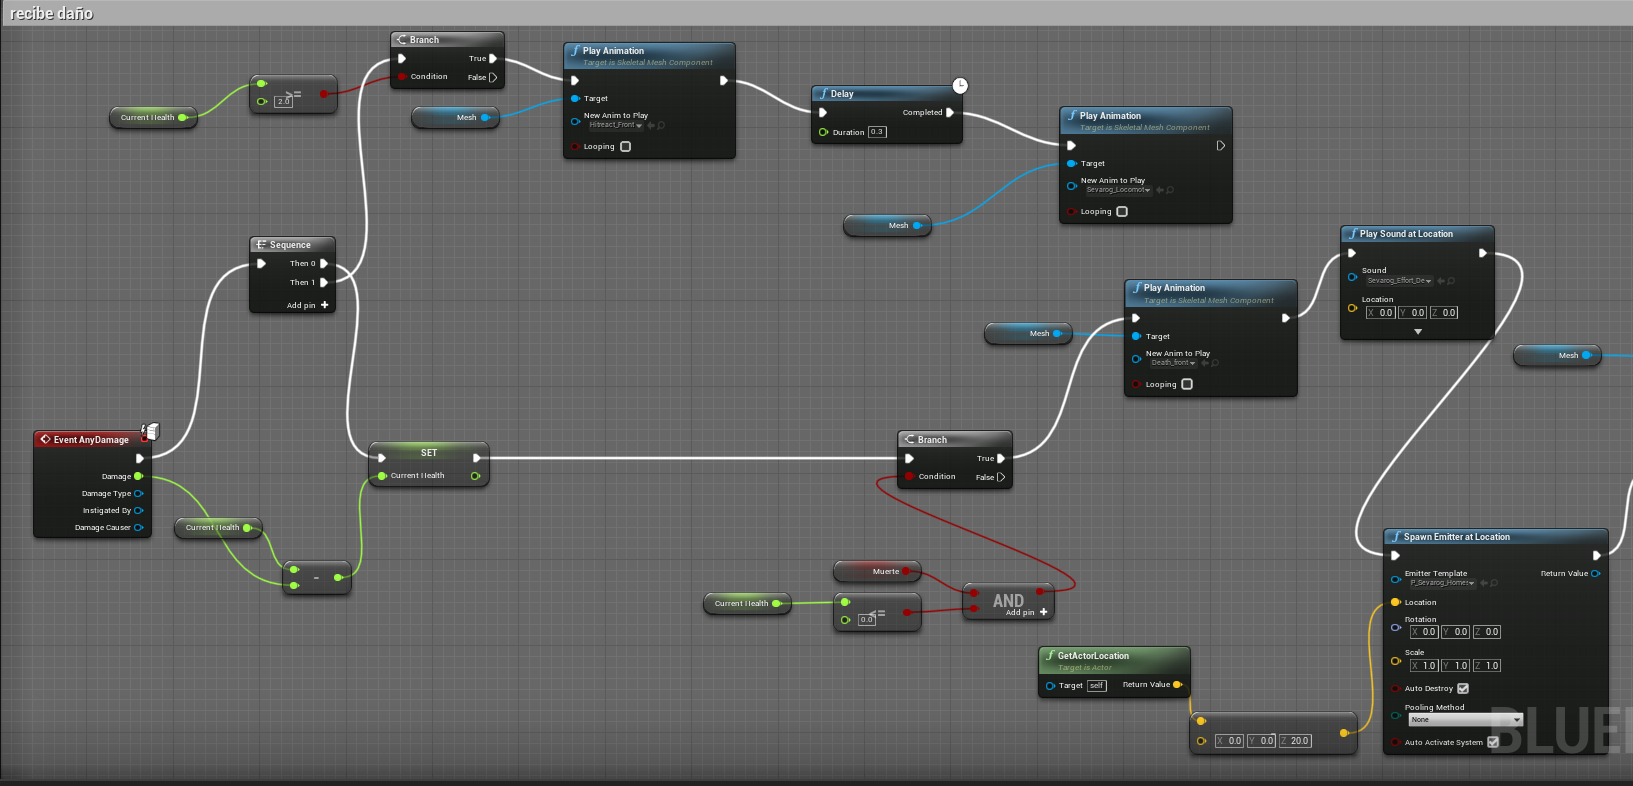 recibe daño
Branch
True
Condition
False
Current Health
>=
2.0
Mesh
Play Animation
Target is Skeletal Mesh Component
Target
New Anim to Play
Hitreact_Front
Looping
Delay
Completed
Duration 0.3
Play Animation
Target is Skeletal Mesh Component
Target
New Anim to Play
Sevarog_Locomot
Looping
Mesh
Sequence
Then 0
Then 1
Add pin
Play Sound at Location
Sound
Sevarog_Effort_De
Location
X 0.0 Y 0.0 Z 0.0
Play Animation
Target is Skeletal Mesh Component
Target
New Anim to Play
Death_front
Looping
Mesh
Mesh
Event AnyDamage
Damage
Damage Type
Instigated By
Damage Causer
SET
Current Health
Current Health
-
Branch
True
Condition
False
Muerte
Current Health
<=
0.0
AND
Add pin
GetActorLocation
Target is Actor
Target self
Return Value
X 0.0 Y 0.0 Z 20.0
Spawn Emitter at Location
Emitter Template
P_Sevarog_Homes
Return Value
Location
Rotation
X 0.0 Y 0.0 Z 0.0
Scale
X 1.0 Y 1.0 Z 1.0
Auto Destroy
Pooling Method
None
Auto Activate System
BLUE